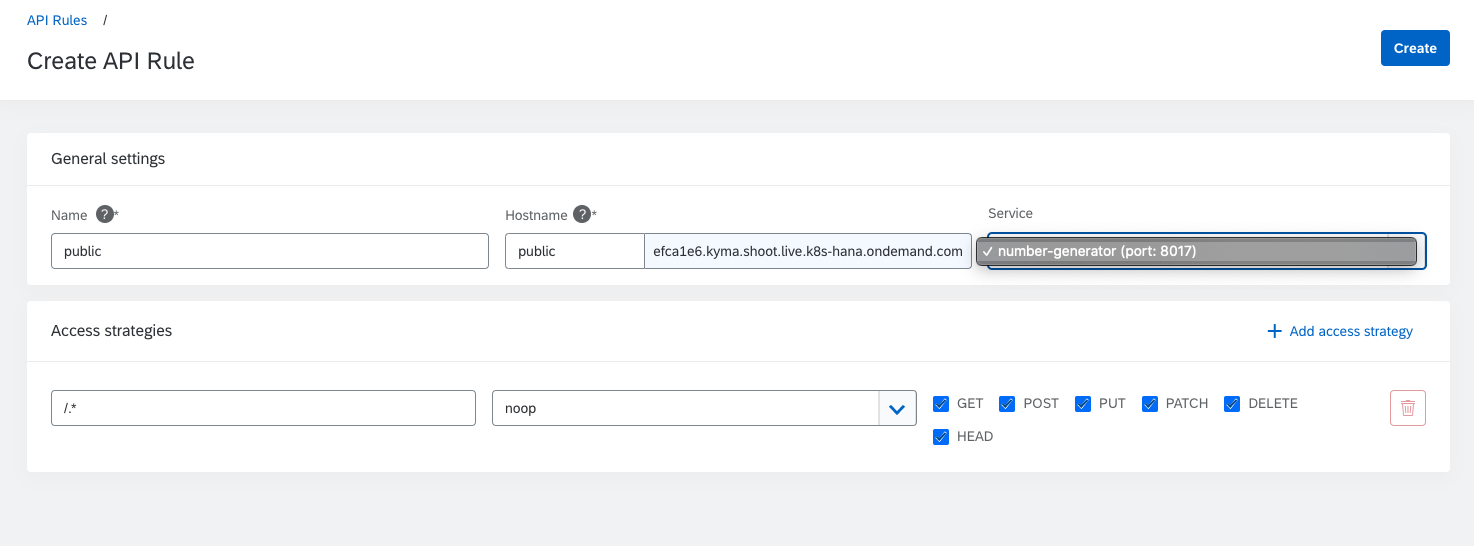 API Rules /
Create API Rule
Create
General settings
Name ?*
Hostname ?*
Service
public
public
efca1e6.kyma.shoot.live.k8s-hana.ondemand.com
✓ number-generator (port: 8017)
Access strategies
+ Add access strategy
/.*
noop
GET POST PUT PATCH DELETE
HEAD